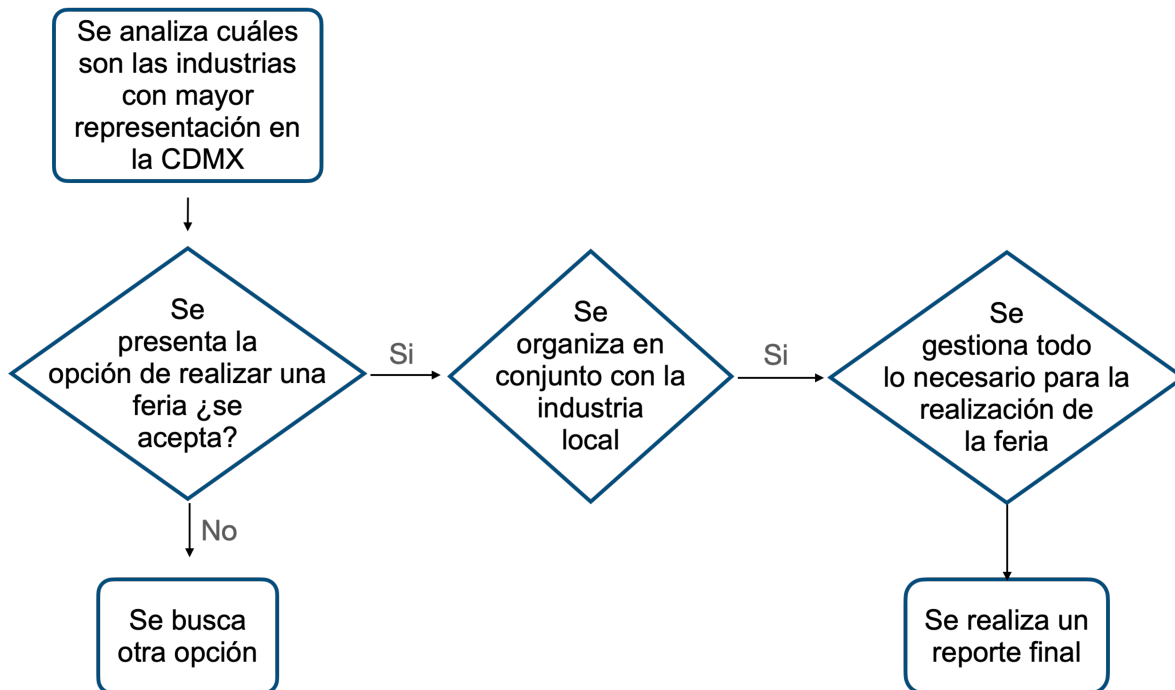 Se analiza cuáles
son las industrias
con mayor
representación en
la CDMX
Se
presenta la
opción de realizar una
feria ¿se
acepta?
Si
Se
organiza en
conjunto con la
industria
local
Si
Se
gestiona todo
lo necesario para la
realización de
la feria
No
Se busca
otra opción
Se realiza un
reporte final